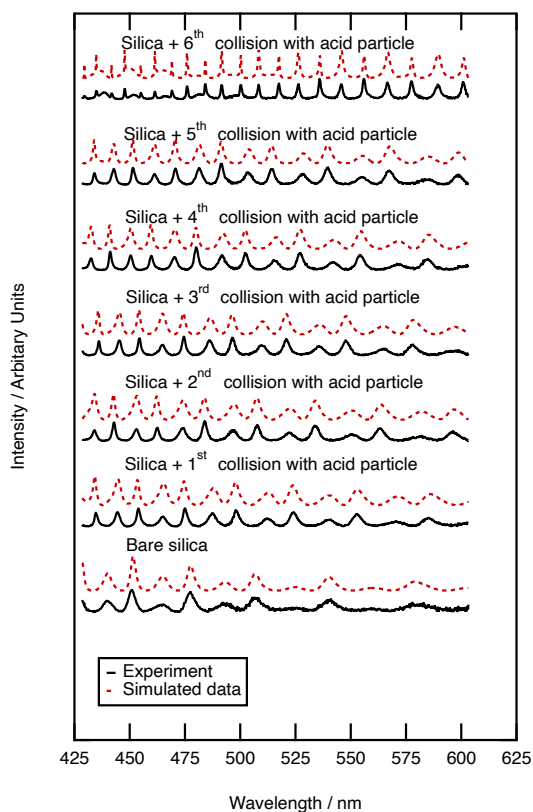 Silica + 6th collision with acid particle
Silica + 5th collision with acid particle
Silica + 4th collision with acid particle
Silica + 3rd collision with acid particle
Silica + 2nd collision with acid particle
Silica + 1st collision with acid particle
Bare silica
Intensity / Arbitary Units
Experiment
Simulated data
425 450 475 500 525 550 575 600 625
Wavelength / nm